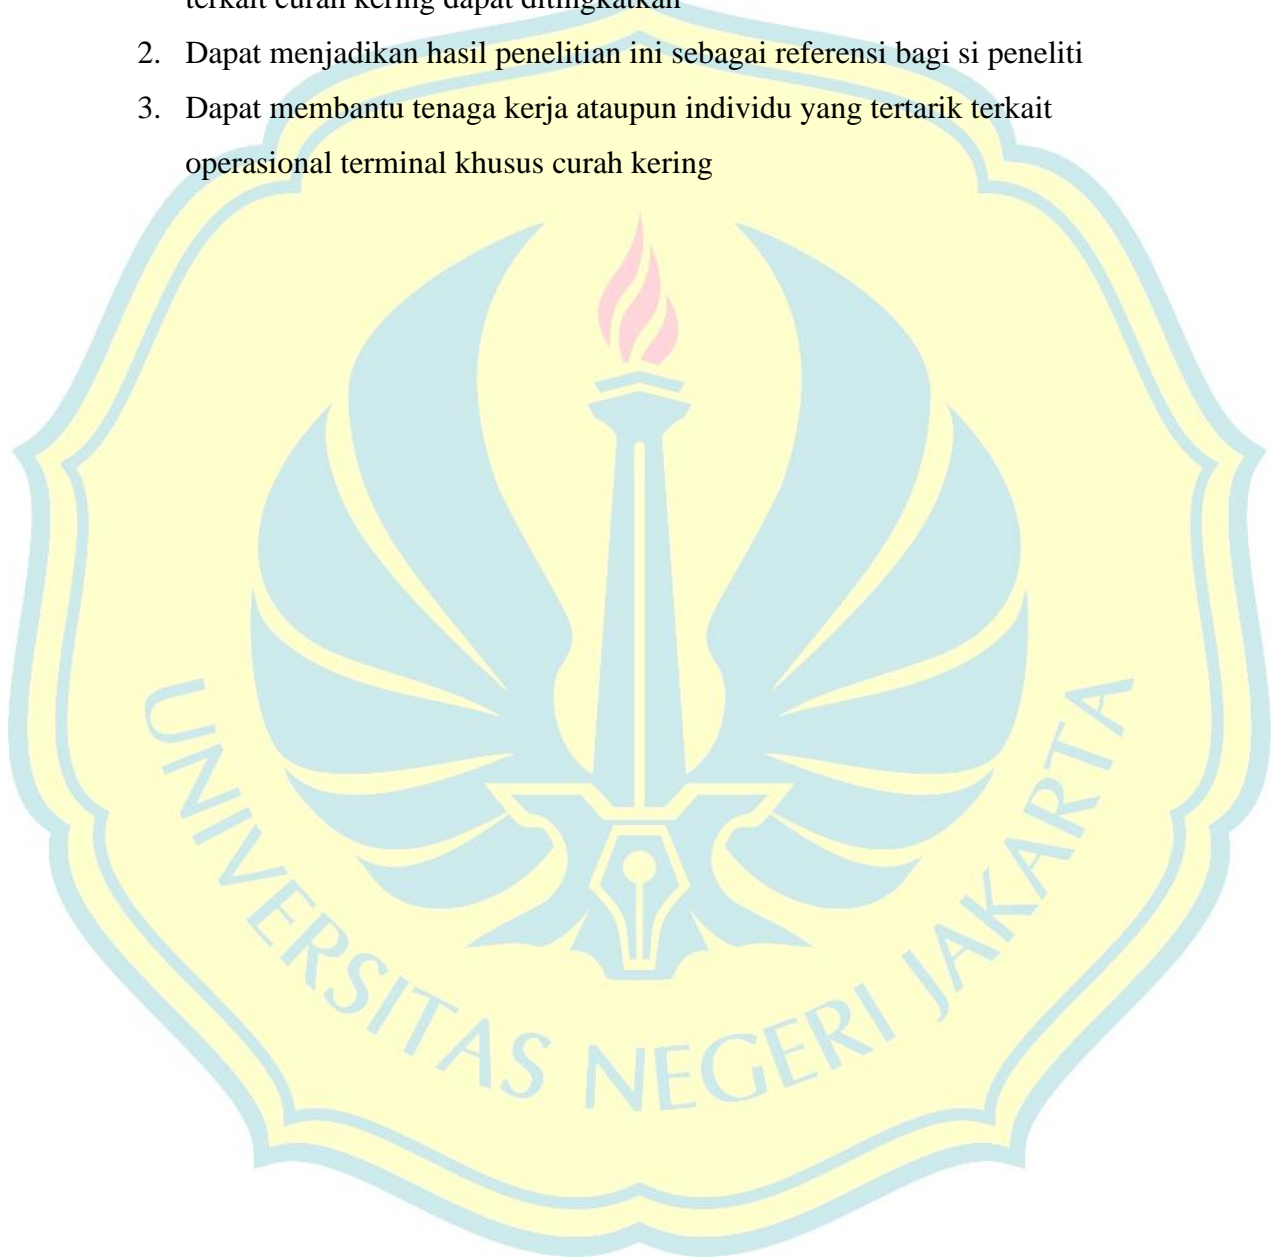 terkait curah kering dapat ditingkatkan
2. Dapat menjadikan hasil penelitian ini sebagai referensi bagi si peneliti
3. Dapat membantu tenaga kerja ataupun individu yang tertarik terkait
operasional terminal khusus curah kering
UNIVERSITAS NEGERI JAKARTA